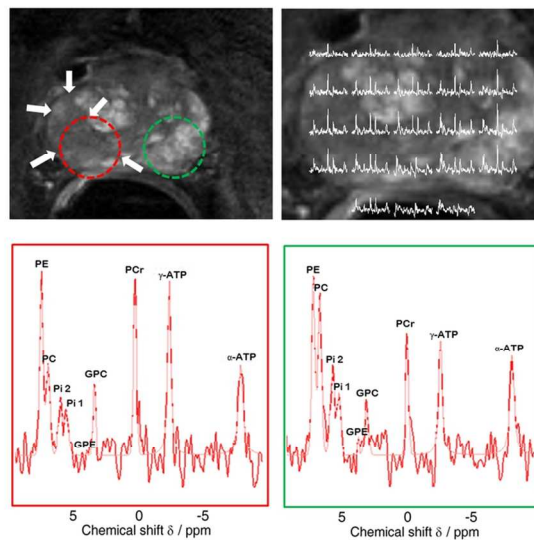 PE
PC
Pi 2
Pi 1
GPE
GPC
PCr
γ-ATP
α-ATP
5 0 -5
Chemical shift δ / ppm
PE
PC
Pi 2
Pi 1
GPE
GPC
PCr
γ-ATP
α-ATP
5 0 -5
Chemical shift δ / ppm